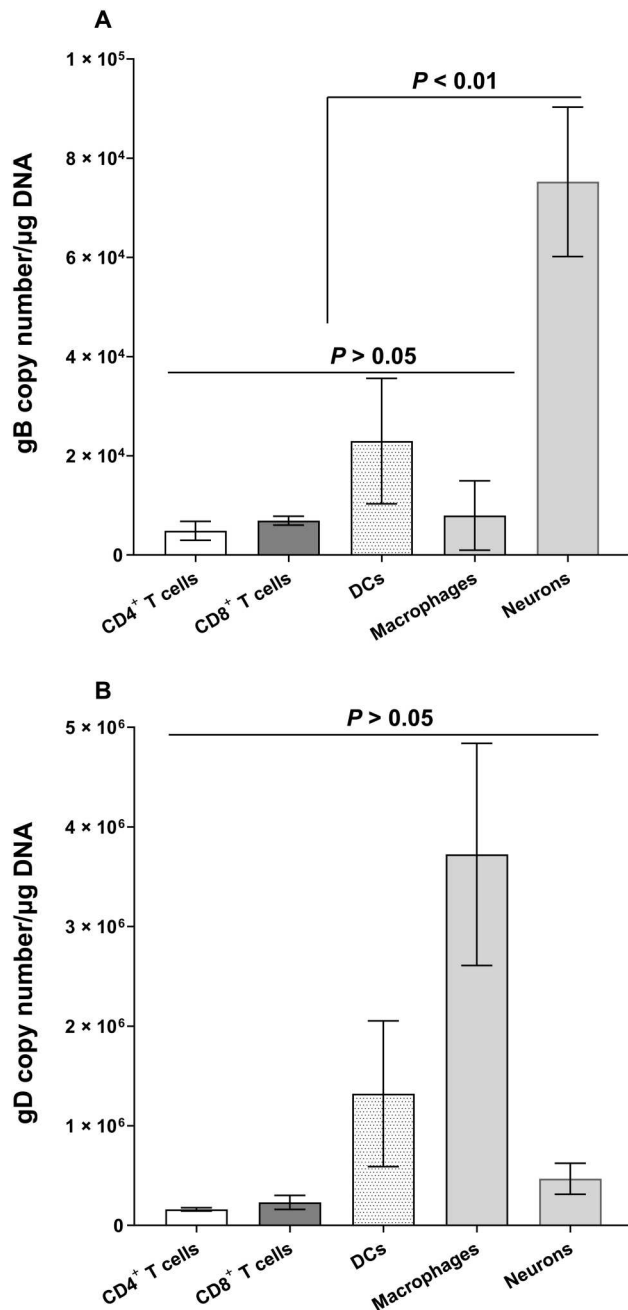 A
1 × 10⁵
P < 0.01
8 × 10⁴
6 × 10⁴
4 × 10⁴
P > 0.05
2 × 10⁴
0
gB copy number/µg DNA
CD4⁺ T cells
CD8⁺ T cells
DCs
Macrophages
Neurons
B
P > 0.05
5 × 10⁶
4 × 10⁶
3 × 10⁶
2 × 10⁶
1 × 10⁶
0
gD copy number/µg DNA
CD4⁺ T cells
CD8⁺ T cells
DCs
Macrophages
Neurons